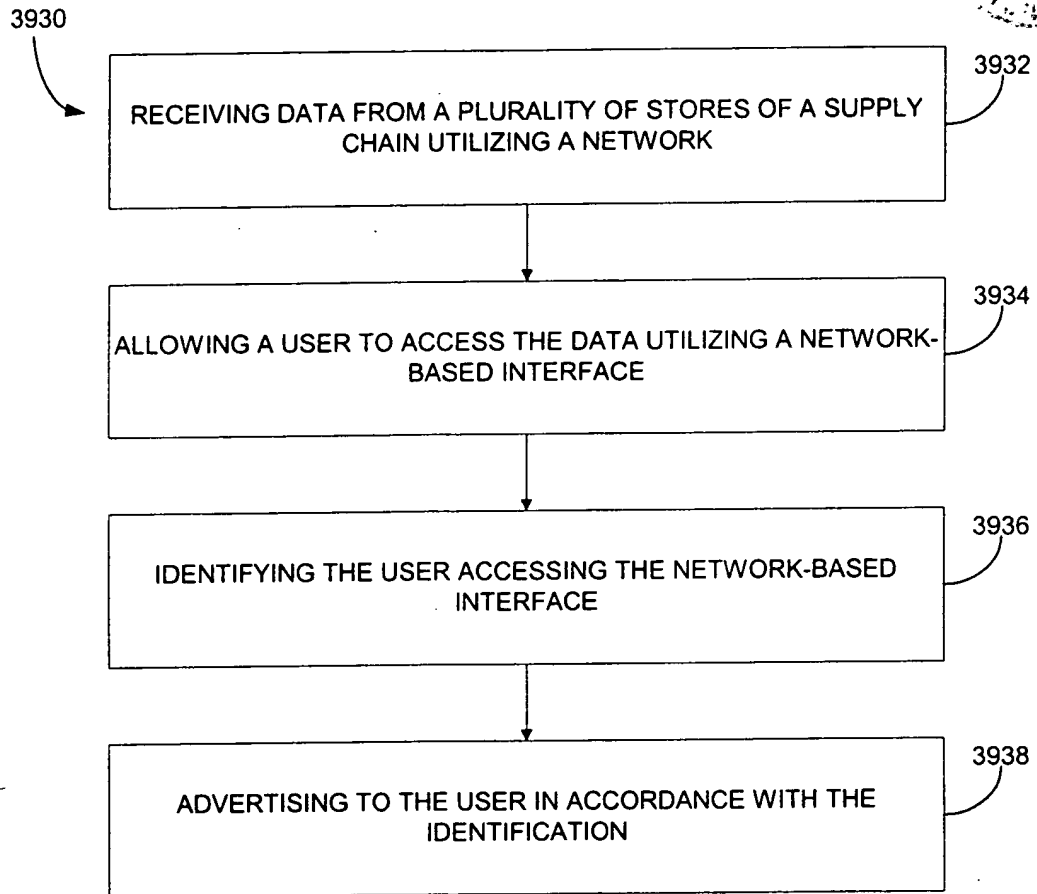 3930
3932
RECEIVING DATA FROM A PLURALITY OF STORES OF A SUPPLY
CHAIN UTILIZING A NETWORK
3934
ALLOWING A USER TO ACCESS THE DATA UTILIZING A NETWORK-
BASED INTERFACE
3936
IDENTIFYING THE USER ACCESSING THE NETWORK-BASED
INTERFACE
3938
ADVERTISING TO THE USER IN ACCORDANCE WITH THE
IDENTIFICATION